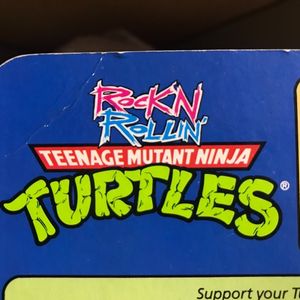 ROCK'N
ROLLIN'
TEENAGE MUTANT NINJA
TURTLES®
Support your